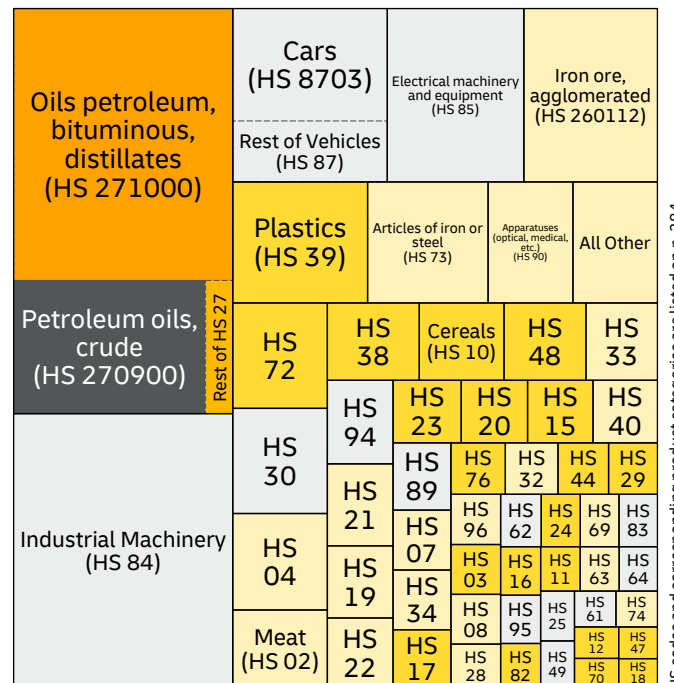 Oils petroleum,
bituminous,
distillates
(HS 271000)
Petroleum oils,
crude
(HS 270900)
Rest of HS 27
Industrial Machinery
(HS 84)
Cars
(HS 8703)
Rest of Vehicles
(HS 87)
Electrical machinery
and equipment
(HS 85)
Iron ore,
agglomerated
(HS 260112)
Plastics
(HS 39)
Articles of iron or
steel
(HS 73)
Apparatuses
(optical, medical,
etc.)
(HS 90)
All Other
HS
72
HS
38
Cereals
(HS 10)
HS
48
HS
33
HS
30
HS
94
HS
23
HS
20
HS
15
HS
40
HS
04
HS
21
HS
89
HS
76
HS
32
HS
44
HS
29
HS
19
HS
07
HS
96
HS
62
HS
24
HS
69
HS
83
HS
03
HS
16
HS
11
HS
63
HS
64
Meat
(HS 02)
HS
22
HS
34
HS
17
HS
08
HS
95
HS
25
HS
61
HS
74
HS
28
HS
82
HS
49
HS
12
HS
47
HS
70
HS
18